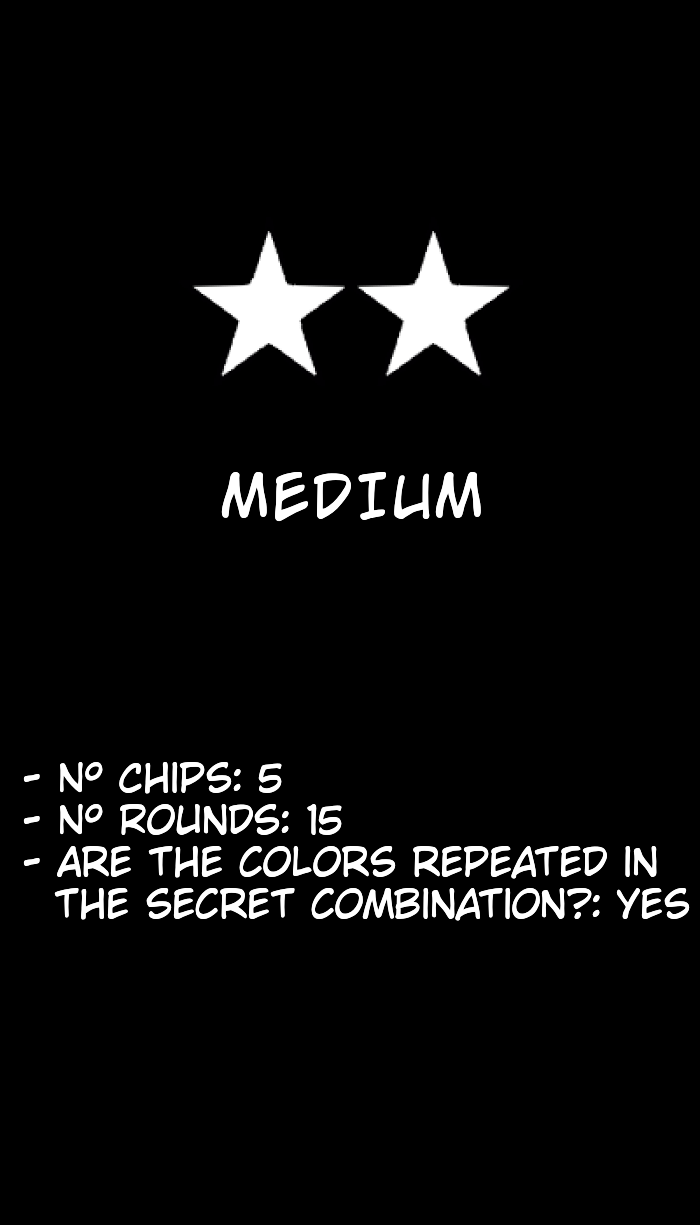 MEDIUM
- Nº CHIPS: 5
- Nº ROUNDS: 15
- ARE THE COLORS REPEATED IN
THE SECRET COMBINATION?: YES